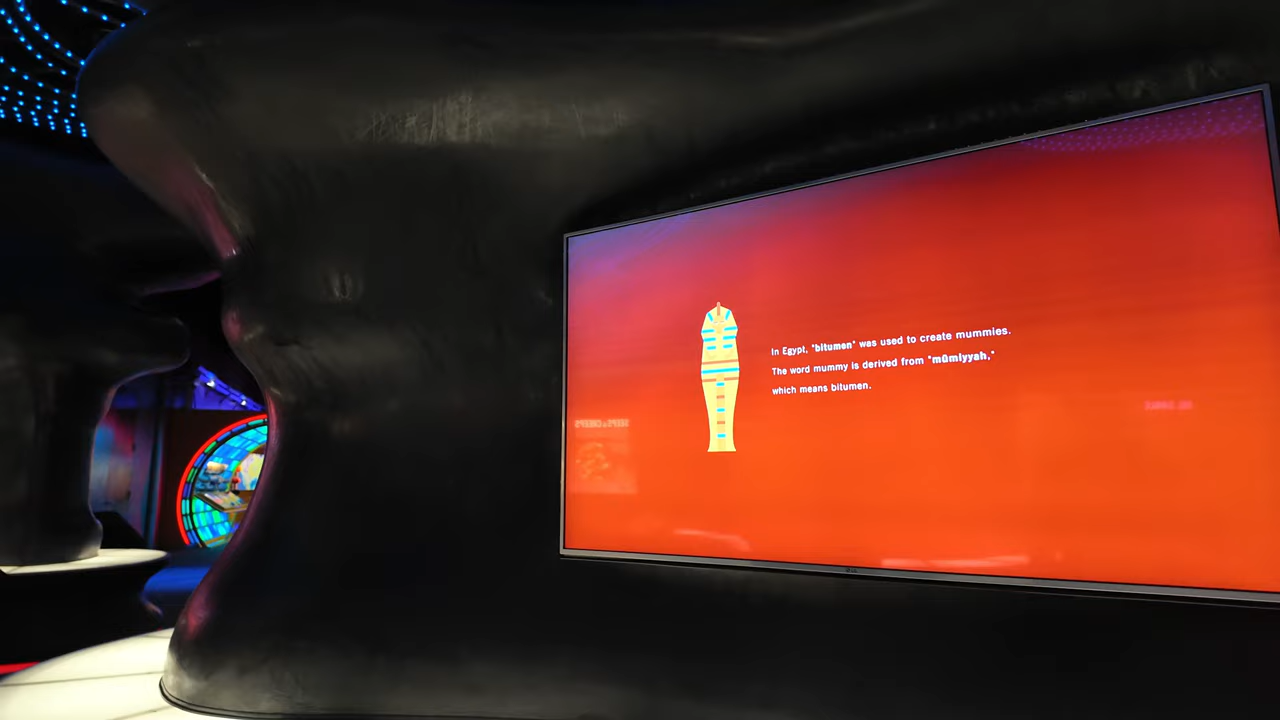 In Egypt, "bitumen" was used to create mummies.
The word mummy is derived from "mūmiyyah,"
which means bitumen.